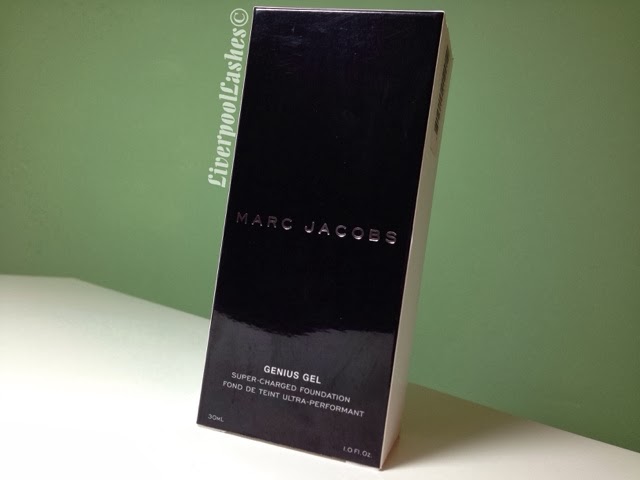 LiverpoolLashes©
MARC JACOBS
GENIUS GEL
SUPER-CHARGED FOUNDATION
FOND DE TEINT ULTRA-PERFORMANT
30mL 1.0 Fl.Oz